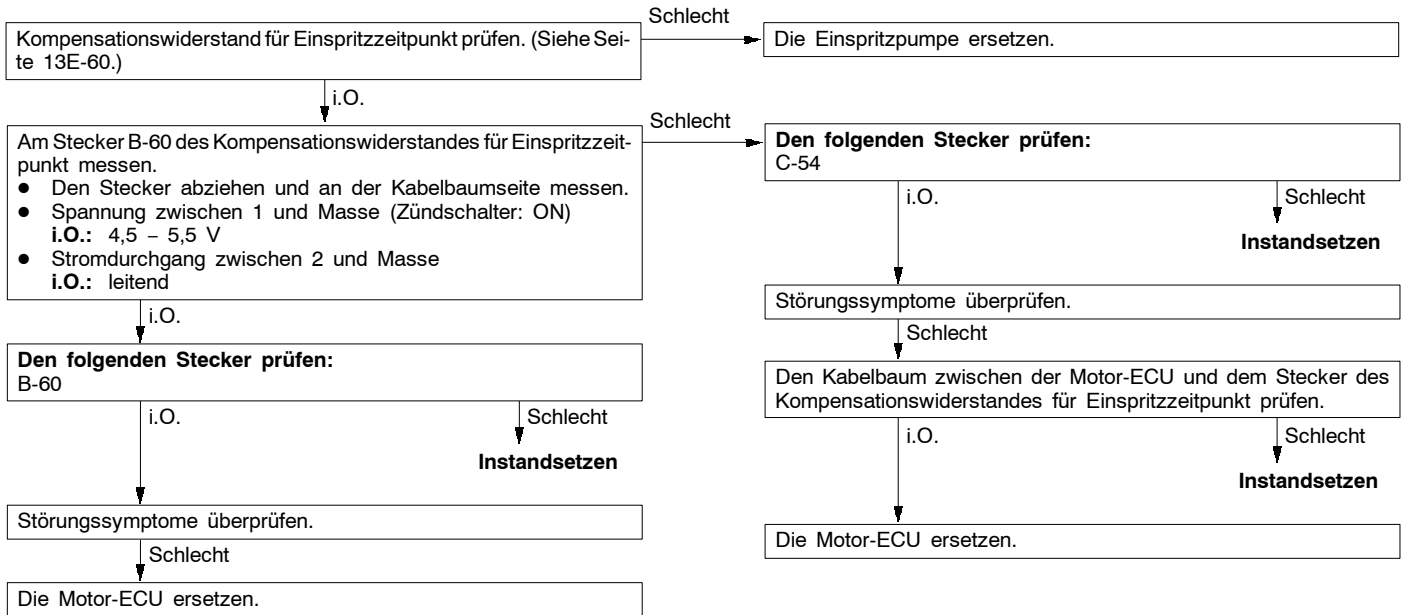 Kompensationswiderstand für Einspritzzeitpunkt prüfen. (Siehe Sei-
te 13E-60.)
Schlecht
Die Einspritzpumpe ersetzen.
i.O.
Am Stecker B-60 des Kompensationswiderstandes für Einspritzzeit-
punkt messen.
● Den Stecker abziehen und an der Kabelbaumseite messen.
● Spannung zwischen 1 und Masse (Zündschalter: ON)
i.O.: 4,5 – 5,5 V
● Stromdurchgang zwischen 2 und Masse
i.O.: leitend
Schlecht
Den folgenden Stecker prüfen:
C-54
i.O.
Schlecht
Instandsetzen
Störungssymptome überprüfen.
Schlecht
Den Kabelbaum zwischen der Motor-ECU und dem Stecker des
Kompensationswiderstandes für Einspritzzeitpunkt prüfen.
i.O.
Schlecht
Instandsetzen
Die Motor-ECU ersetzen.
i.O.
Den folgenden Stecker prüfen:
B-60
i.O.
Schlecht
Instandsetzen
Störungssymptome überprüfen.
Schlecht
Die Motor-ECU ersetzen.